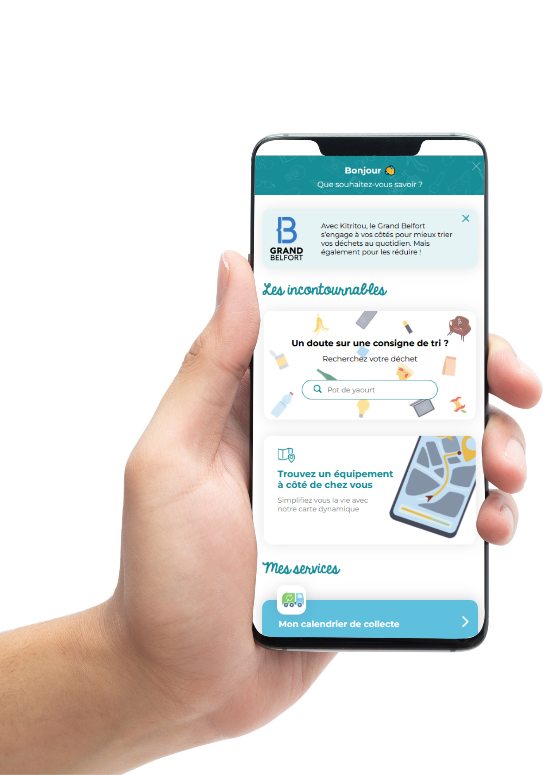 Bonjour 👏
Que souhaitez-vous savoir ?
GRAND
BELFORT
Avec Kitritou, le Grand Belfort
s'engage à vos côtés pour mieux trier
vos déchets au quotidien. Mais
également pour les réduire !
Les incontournables
Un doute sur une consigne de tri ?
Recherchez votre déchet
Pot de yaourt
Trouvez un équipement
à côté de chez vous
Simplifiez vous la vie avec
notre carte dynamique
Mes services
Mon calendrier de collecte